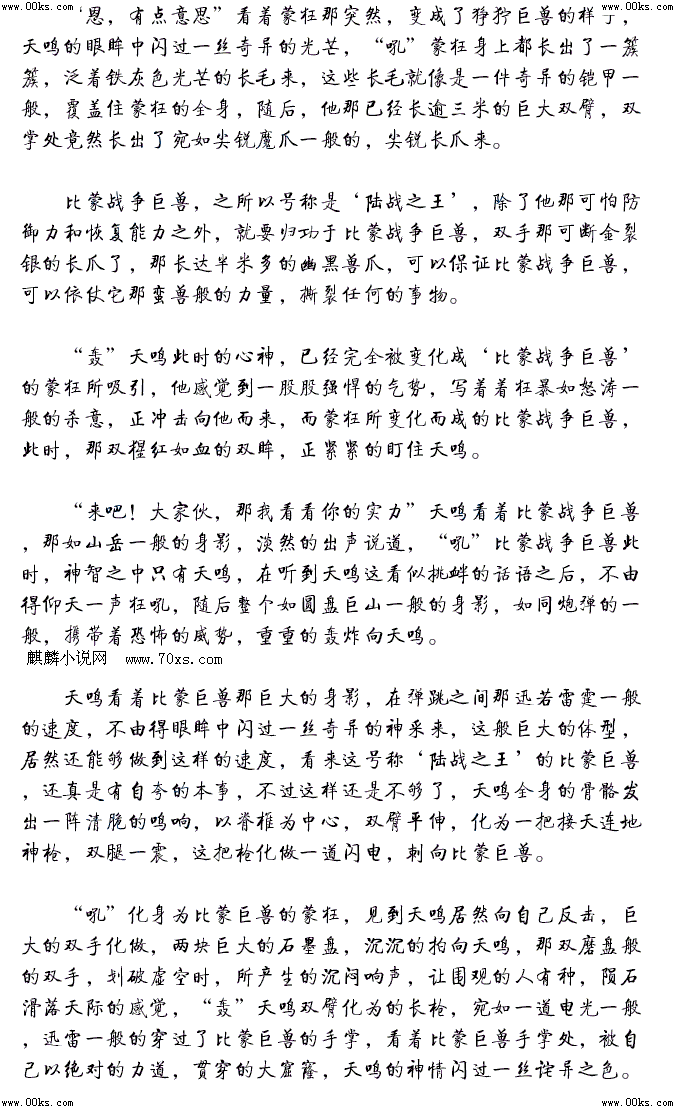 www.00ks.com www.00ks.com
“恩，有点意思”看着蒙狂那突然，变成了狰狞巨兽的样子，
天鸣的眼眸中闪过一丝奇异的光芒，“吼”蒙狂身上都长出了一簇
簇，泛着铁灰色光芒的长毛来，这些长毛就像是一件奇异的铠甲一
般，覆盖住蒙狂的全身，随后，他那已经长逾三米的巨大双臂，双
掌处竟然长出了宛如尖锐魔爪一般的，尖锐长爪来。
比蒙战争巨兽，之所以号称是‘陆战之王’，除了他那可怕防
御力和恢复能力之外，就要归功于比蒙战争巨兽，双手那可断金裂
银的长爪了，那长达半米多的幽黑兽爪，可以保证比蒙战争巨兽，
可以依仗它那蛮兽般的力量，撕裂任何的事物。
“轰”天鸣此时的心神，已经完全被变化成‘比蒙战争巨兽’
的蒙狂所吸引，他感觉到一股股强悍的气势，写着着狂暴如怒涛一
般的杀意，正冲击向他而来，而蒙狂所变化而成的比蒙战争巨兽，
此时，那双猩红如血的双眸，正紧紧的盯住天鸣。
“来吧！大家伙，那我看看你的实力”天鸣看着比蒙战争巨兽
，那如山岳一般的身影，淡然的出声说道，“吼”比蒙战争巨兽此
时，神智之中只有天鸣，在听到天鸣这看似挑衅的话语之后，不由
得仰天一声狂吼，随后整个如圆盘巨山一般的身影，如同炮弹的一
般，携带着恐怖的威势，重重的轰炸向天鸣。
麒麟小说网 www.70xs.com
天鸣看着比蒙巨兽那巨大的身影，在弹跳之间那迅若雷霆一般
的速度，不由得眼眸中闪过一丝奇异的神采来，这般巨大的体型，
居然还能够做到这样的速度，看来这号称‘陆战之王’的比蒙巨兽
，还真是有自夸的本事，不过这样还是不够了，天鸣全身的骨骼发
出一阵清脆的鸣响，以脊椎为中心，双臂平伸，化为一把接天连地
神枪，双腿一震，这把枪化做一道闪电，刺向比蒙巨兽。
“吼”化身为比蒙巨兽的蒙狂，见到天鸣居然向自己反击，巨
大的双手化做，两块巨大的石墨盘，沉沉的拍向天鸣，那双磨盘般
的双手，划破虚空时，所产生的沉闷响声，让围观的人有种，陨石
滑落天际的感觉，“轰”天鸣双臂化为的长枪，宛如一道电光一般
，迅雷一般的穿过了比蒙巨兽的手掌，看着比蒙巨兽手掌处，被自
己以绝对的力道，贯穿的大窟窿，天鸣的神情闪过一丝诧异之色。
www.00ks.com www.00ks.com